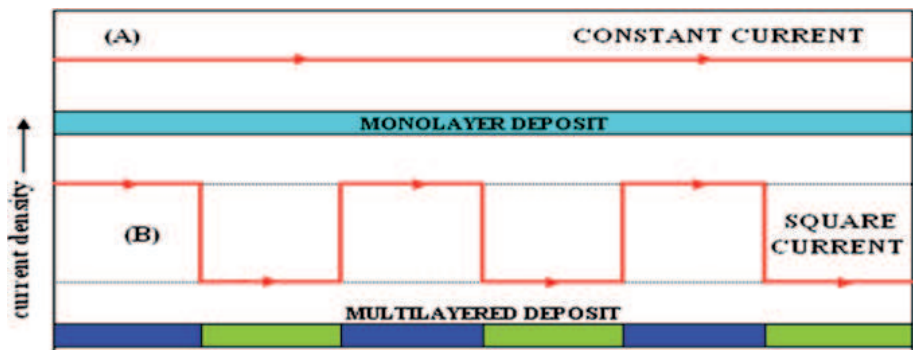 (A)
CONSTANT CURRENT
MONOLAYER DEPOSIT
current density
(B)
SQUARE
CURRENT
MULTILAYERED DEPOSIT